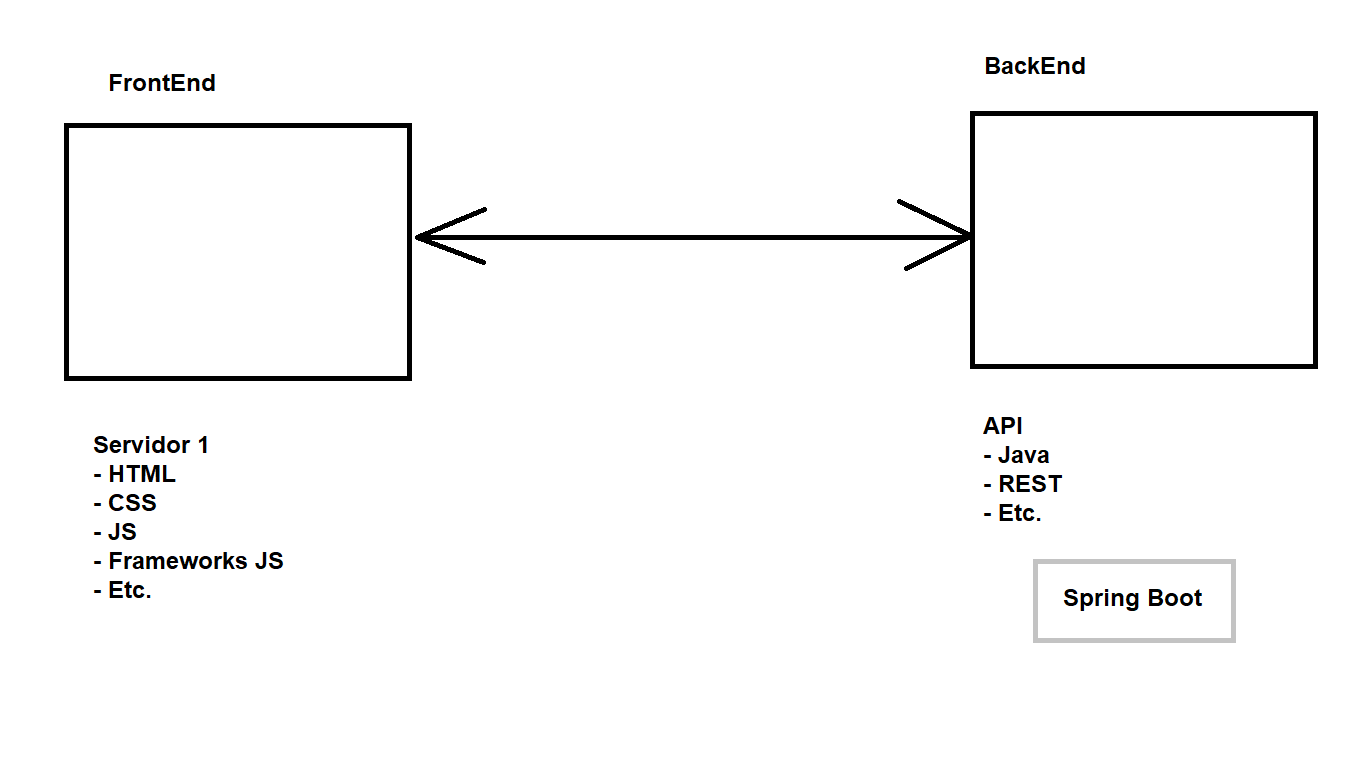 FrontEnd
BackEnd
Servidor 1
- HTML
- CSS
- JS
- Frameworks JS
- Etc.
API
- Java
- REST
- Etc.
Spring Boot